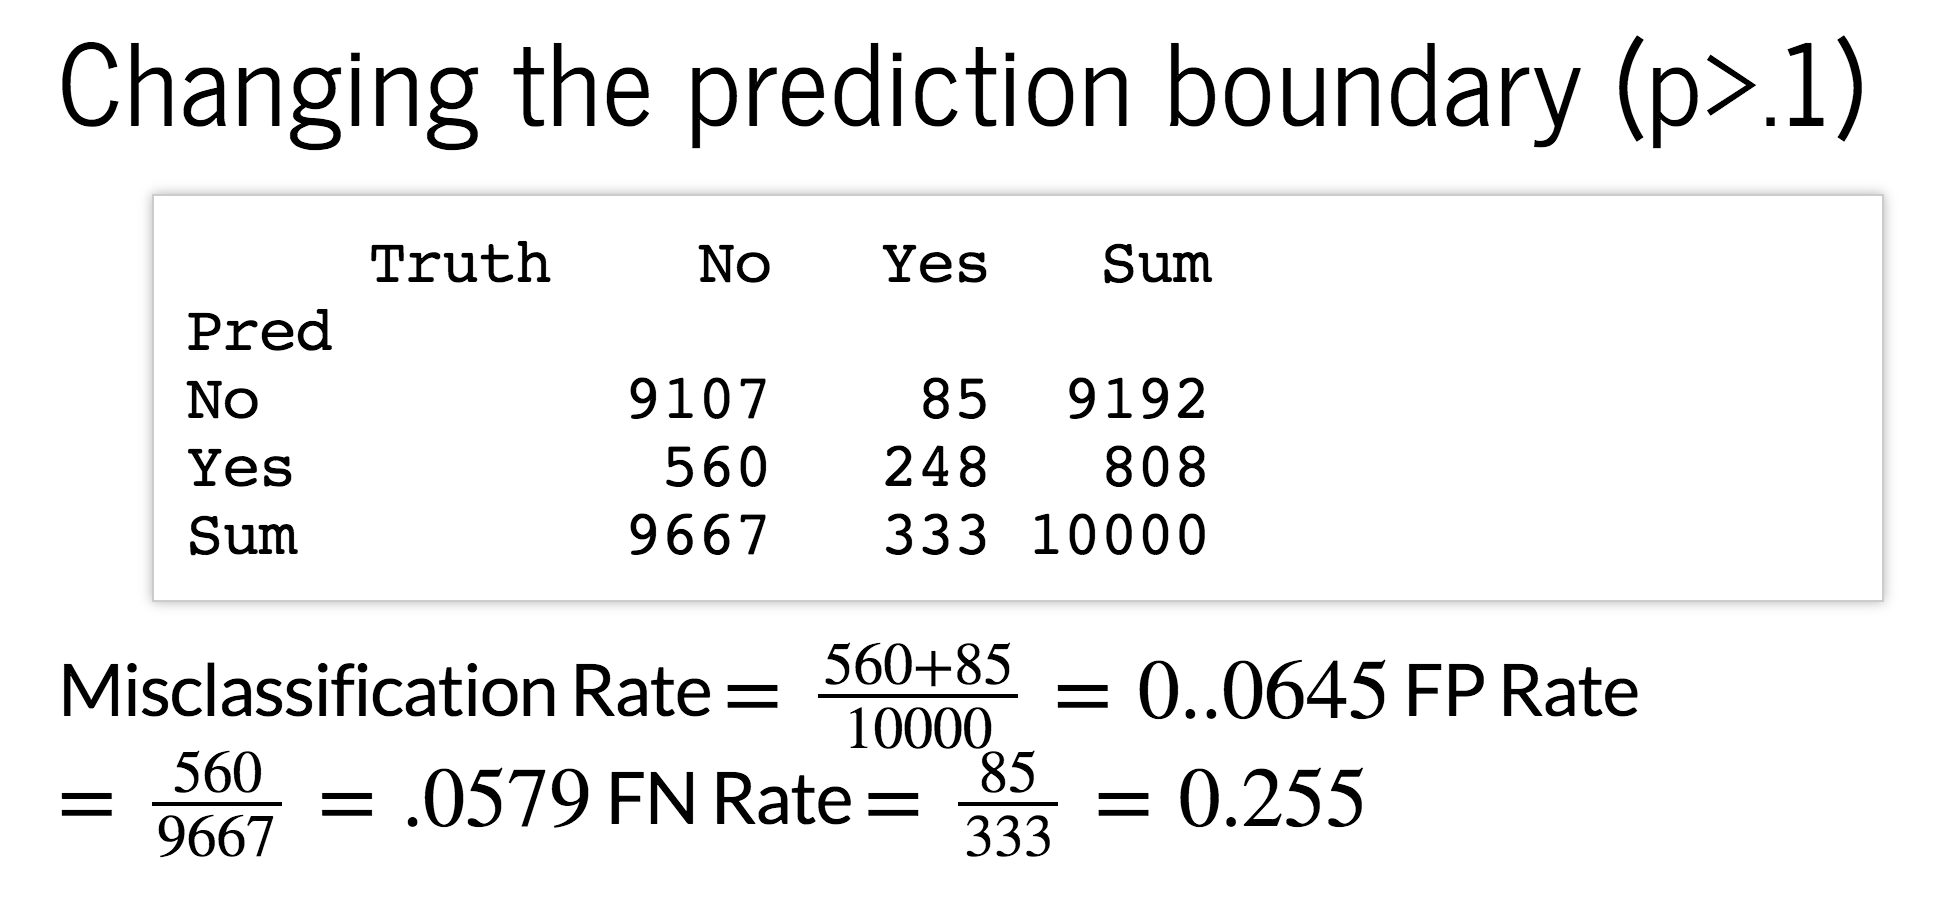 Changing the prediction boundary (p>.1)
Truth No Yes Sum
Pred
No 9107 85 9192
Yes 560 248 808
Sum 9667 333 10000
Misclassification Rate = 560+85/10000 = 0..0645 FP Rate
= 560/9667 = .0579 FN Rate = 85/333 = 0.255